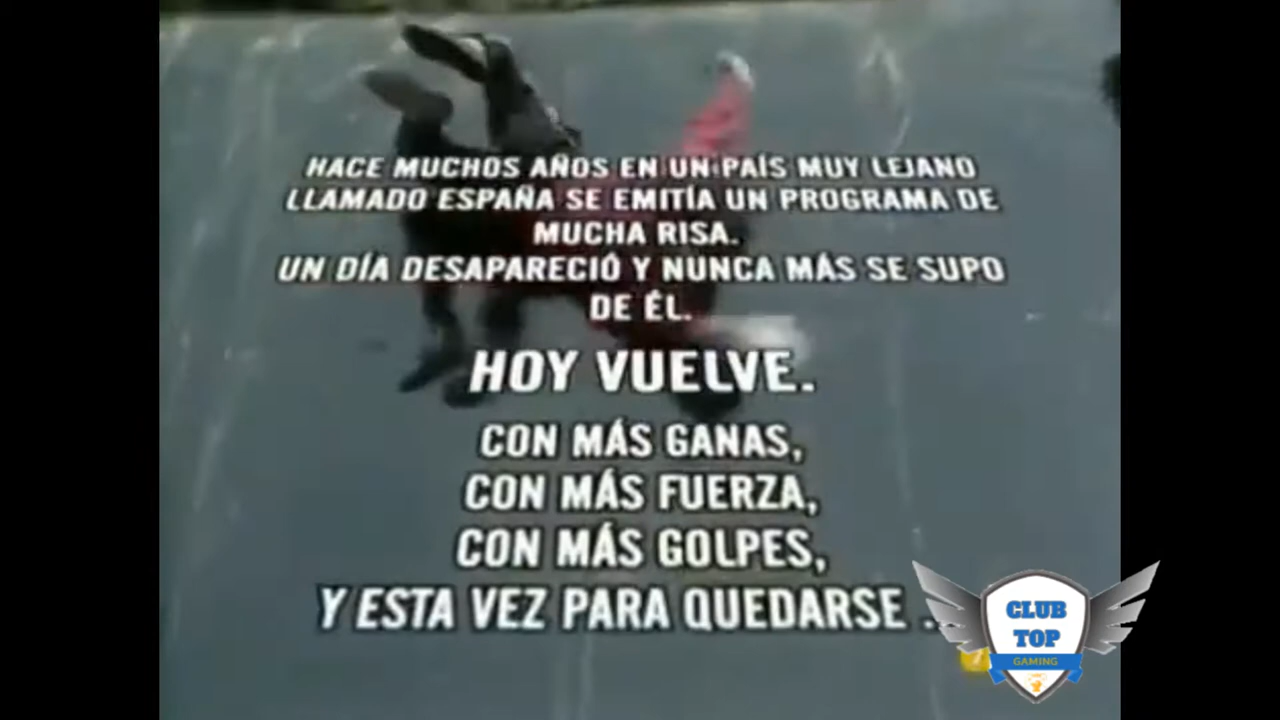 HACE MUCHOS AÑOS EN UN PAÍS MUY LEJANO
LLAMADO ESPAÑA SE EMITÍA UN PROGRAMA DE
MUCHA RISA.
UN DÍA DESAPARECIÓ Y NUNCA MÁS SE SUPO
DE ÉL.
HOY VUELVE.
CON MÁS GANAS,
CON MÁS FUERZA,
CON MÁS GOLPES,
Y ESTA VEZ PARA QUEDARSE ..
CLUB
TOP
GAMING